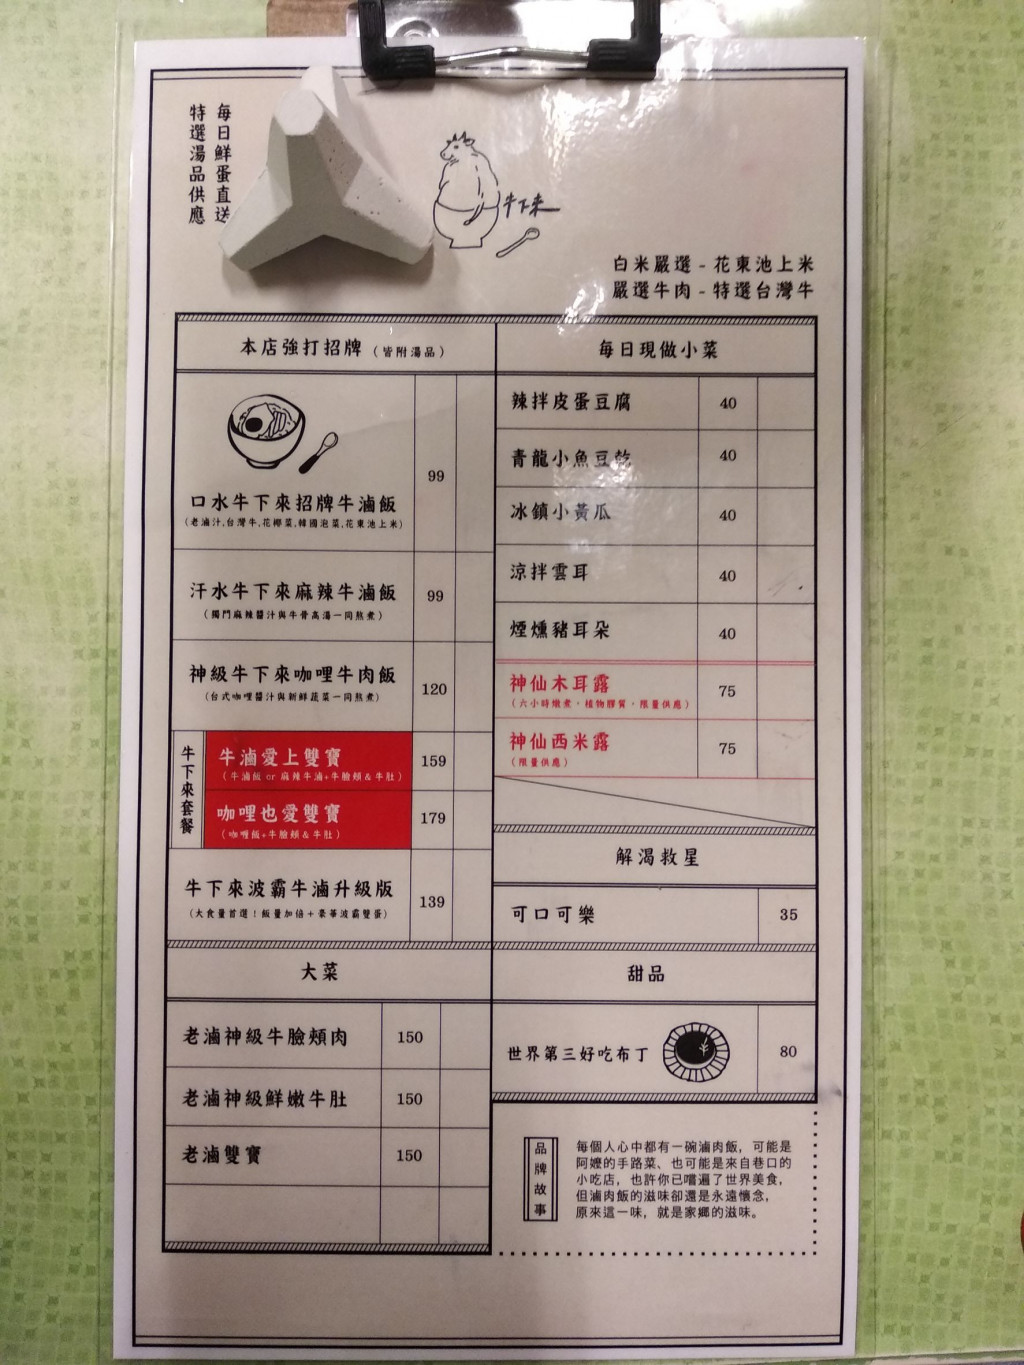 每日鮮蛋直送
特選湯品供應
牛下來
白米嚴選 - 花東池上米
嚴選牛肉 - 特選台灣牛
本店強打招牌（皆附湯品）
口水牛下來招牌牛滷飯 99
（老滷汁,台灣牛,花椰菜,韓國泡菜,花東池上米）
汗水牛下來麻辣牛滷飯 99
（獨門麻辣醬汁與牛骨高湯一同熬煮）
神級牛下來咖哩牛肉飯 120
（台式咖哩醬汁與新鮮蔬菜一同熬煮）
牛下來套餐
牛滷愛上雙寶 159
（牛滷飯 or 麻辣牛滷+牛臉頰＆牛肚）
咖哩也愛雙寶 179
（咖哩飯+牛臉頰＆牛肚）
牛下來波霸牛滷升級版 139
（大食量首選！飯量加倍＋豪華波霸雙蛋）
大菜
老滷神級牛臉頰肉 150
老滷神級鮮嫩牛肚 150
老滷雙寶 150
每日現做小菜
辣拌皮蛋豆腐 40
青龍小魚豆乾 40
冰鎮小黃瓜 40
涼拌雲耳 40
煙燻豬耳朵 40
神仙木耳露 75
（六小時燉煮，植物膠質，限量供應）
神仙西米露 75
（限量供應）
解渴救星
可口可樂 35
甜品
世界第三好吃布丁 80
品牌故事
每個人心中都有一碗滷肉飯，可能是
阿嬤的手路菜、也可能是來自巷口的
小吃店，也許你已嚐遍了世界美食，
但滷肉飯的滋味卻還是永遠懷念，
原來這一味，就是家鄉的滋味。